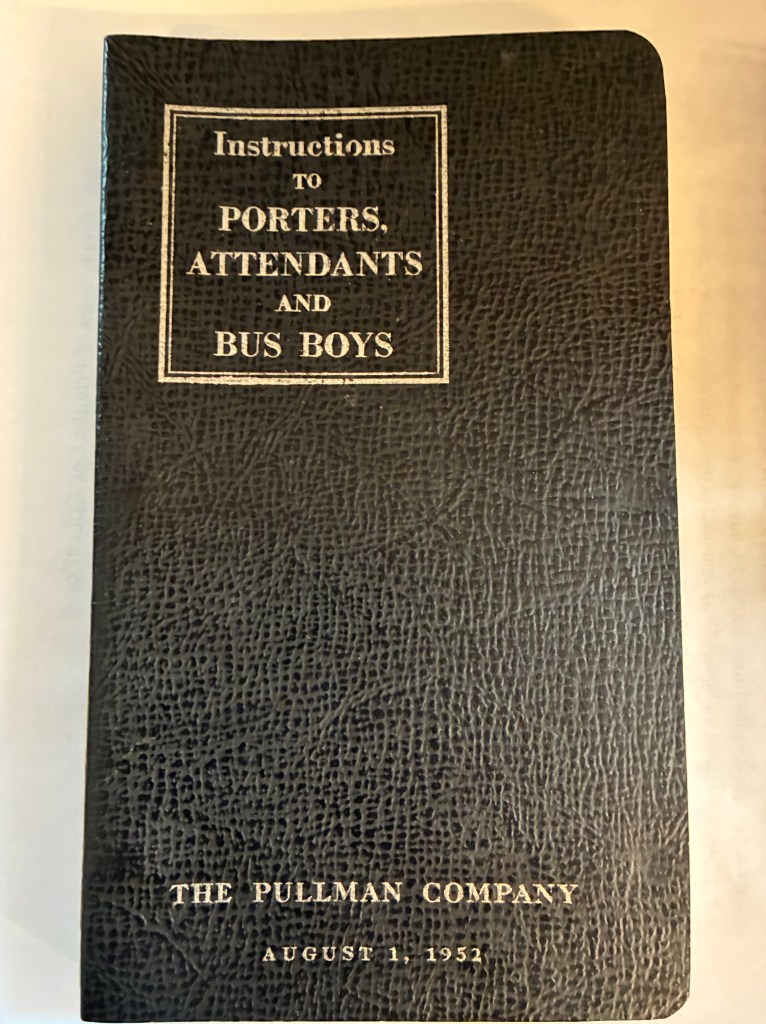 Instructions
TO
PORTERS,
ATTENDANTS
AND
BUS BOYS
THE PULLMAN COMPANY
AUGUST 1, 1952